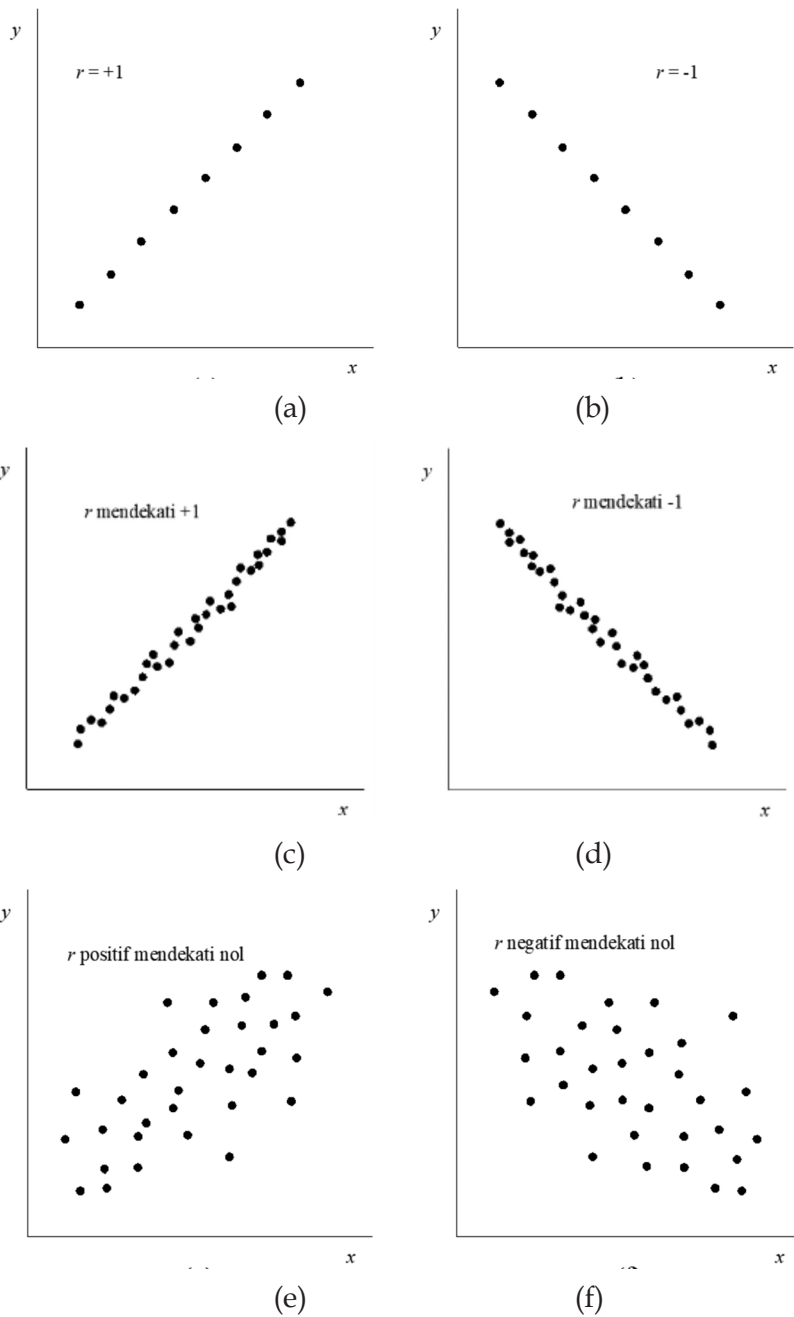 y
r = +1
x
(a)
y
r = -1
x
(b)
y
r mendekati +1
x
(c)
y
r mendekati -1
x
(d)
y
r positif mendekati nol
x
(e)
y
r negatif mendekati nol
x
(f)